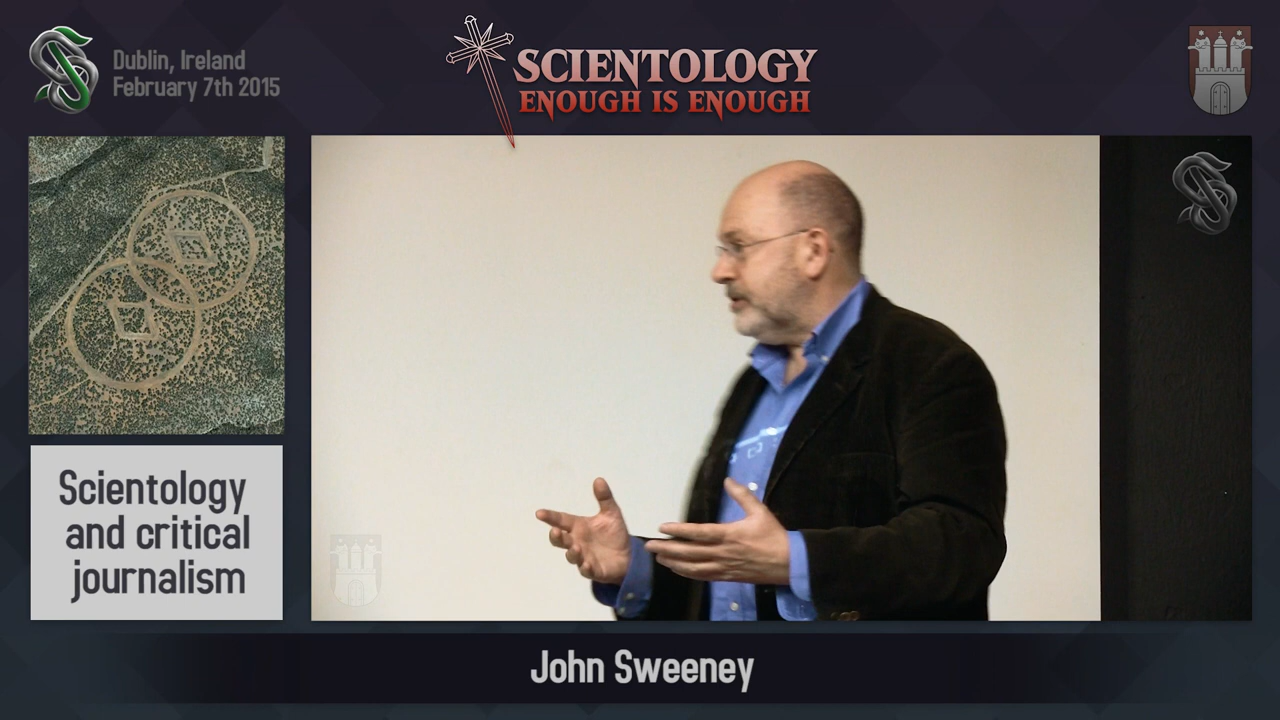 Dublin, Ireland
February 7th 2015
SCIENTOLOGY
ENOUGH IS ENOUGH
Scientology
and critical
journalism
John Sweeney